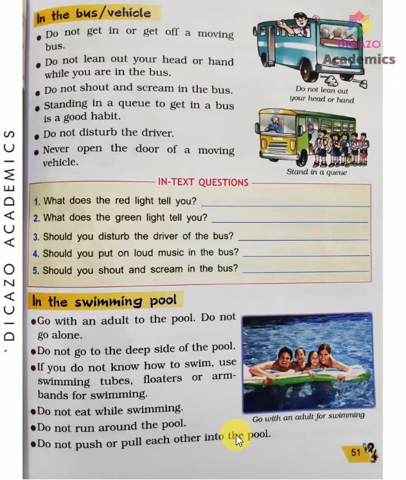 In the bus/vehicle
Do not get in or get off a moving
bus.
Do not lean out your head or hand
while you are in the bus.
Do not shout and scream in the bus.
Standing in a queue to get in a bus
is a good habit.
Do not disturb the driver.
Never open the door of a moving
vehicle.
DICAZO
Academics
Do not lean out
your head or hand
Stand in a queue
IN-TEXT QUESTIONS
1. What does the red light tell you?
2. What does the green light tell you?
3. Should you disturb the driver of the bus?
4. Should you put on loud music in the bus?
5. Should you shout and scream in the bus?
In the swimming pool
Go with an adult to the pool. Do not
go alone.
Do not go to the deep side of the pool.
If you do not know how to swim, use
swimming tubes, floaters or arm-
bands for swimming.
Do not eat while swimming.
Do not run around the pool.
Do not push or pull each other into the pool.
Go with an adult for swimming
51
` DICAZO ACADEMICS